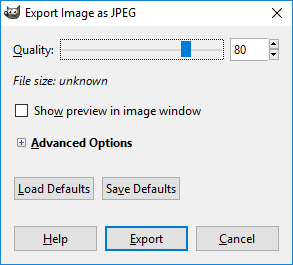 Export Image as JPEG
Quality: 80
File size: unknown
Show preview in image window
Advanced Options
Load Defaults Save Defaults
Help Export Cancel